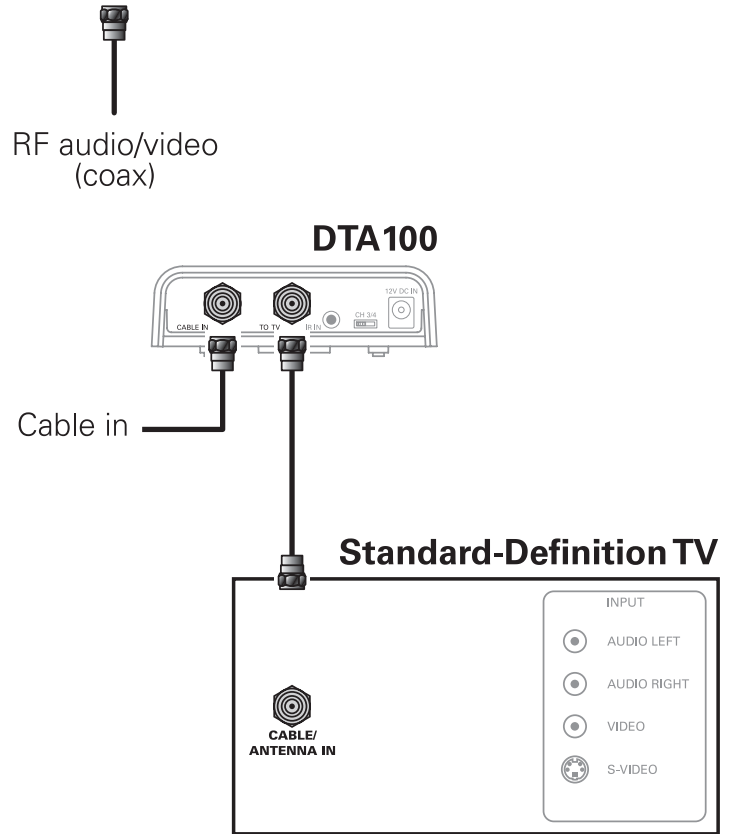 RF audio/video
(coax)
DTA100
12V DC IN
CH 3/4
CABLE IN
TO TV
IR IN
Cable in
Standard-Definition TV
INPUT
AUDIO LEFT
AUDIO RIGHT
VIDEO
S-VIDEO
CABLE/
ANTENNA IN